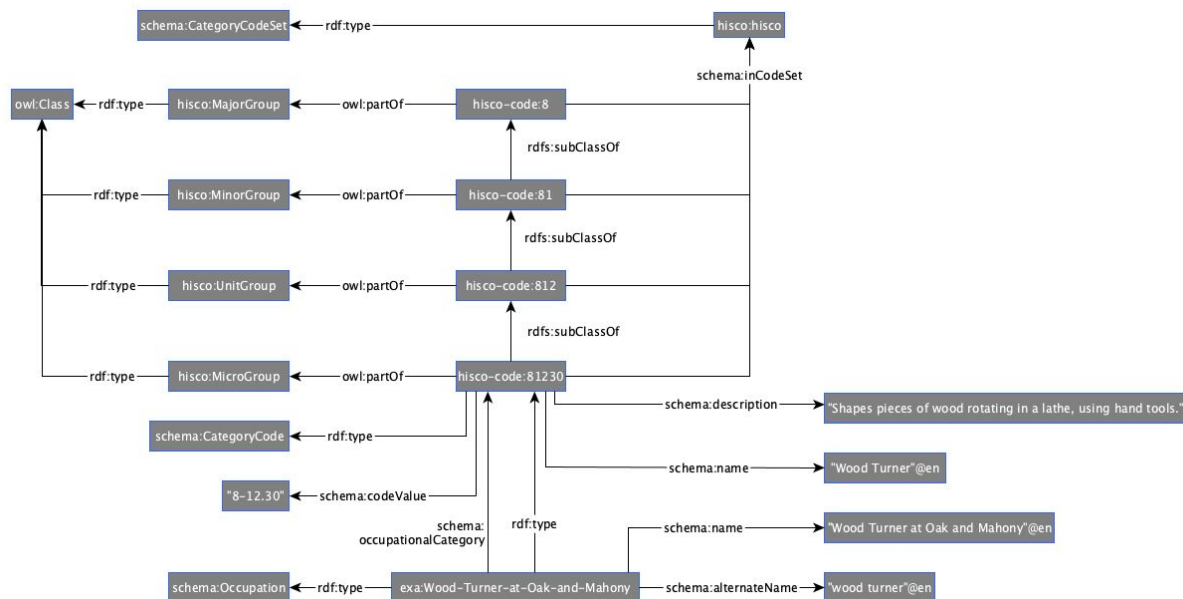 schema:CategoryCodeSet rdf:type hisco:hisco
schema:inCodeSet
owl:Class rdf:type hisco:MajorGroup owl:partOf hisco-code:8
rdfs:subClassOf
rdf:type hisco:MinorGroup owl:partOf hisco-code:81
rdfs:subClassOf
rdf:type hisco:UnitGroup owl:partOf hisco-code:812
rdfs:subClassOf
rdf:type hisco:MicroGroup owl:partOf hisco-code:81230
schema:description "Shapes pieces of wood rotating in a lathe, using hand tools."
schema:CategoryCode rdf:type
schema:name "Wood Turner"@en
"8-12.30" schema:codeValue
schema:
occupationalCategory
rdf:type
schema:name "Wood Turner at Oak and Mahony"@en
schema:Occupation rdf:type exa:Wood-Turner-at-Oak-and-Mahony schema:alternateName "wood turner"@en